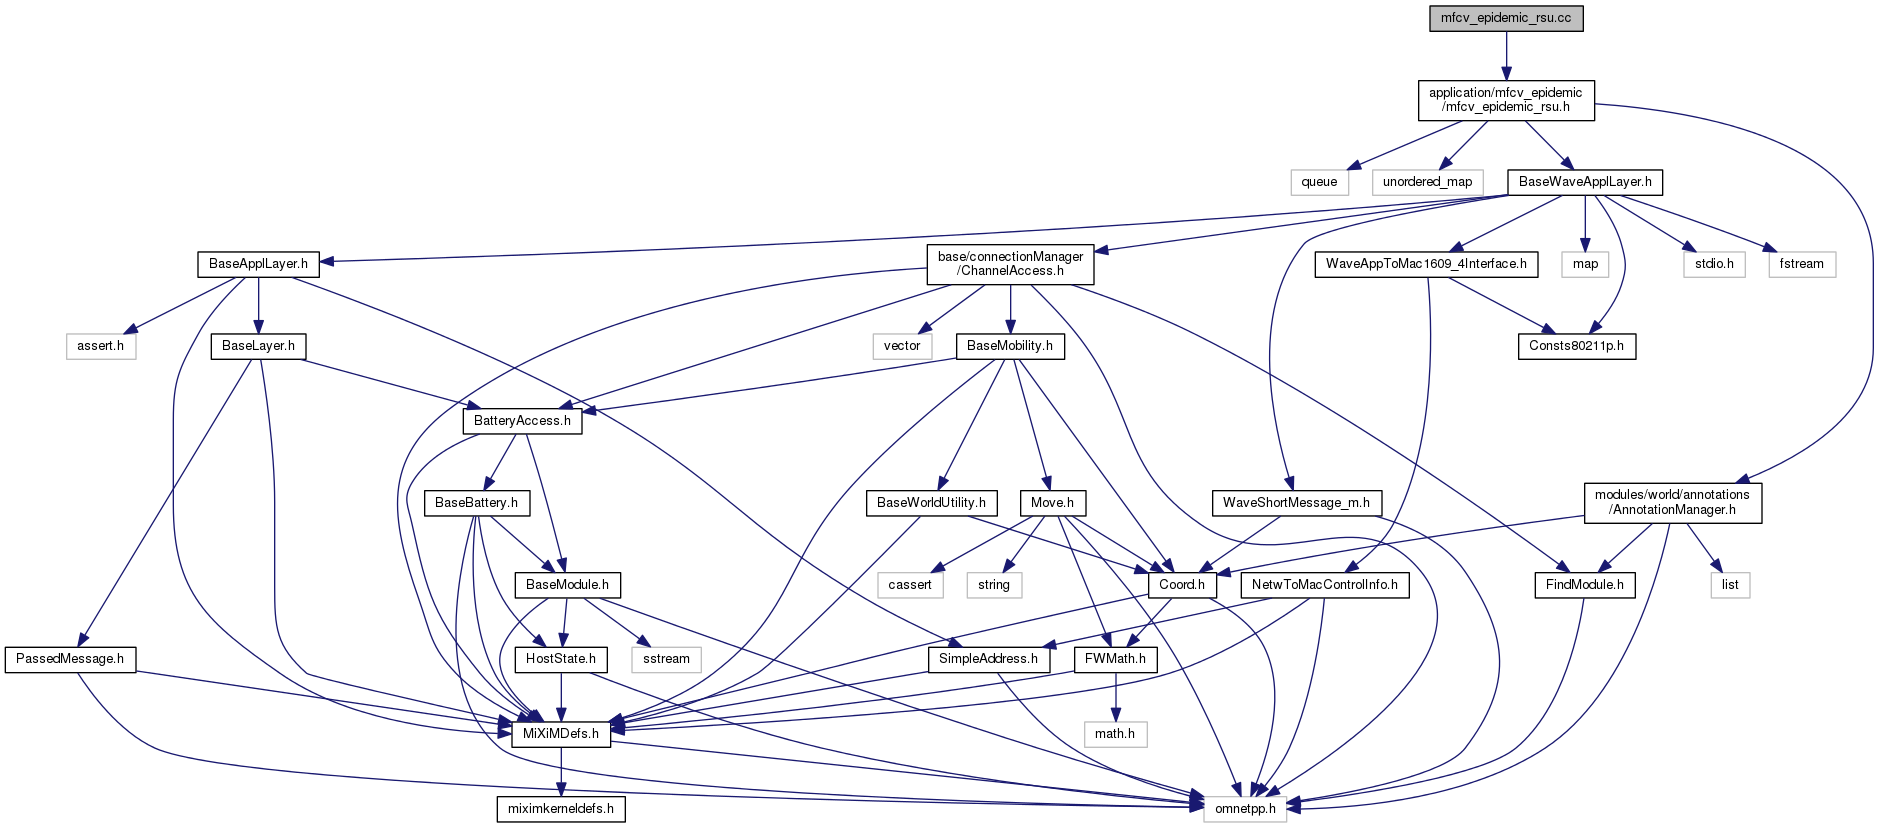 mfcv_epidemic_rsu.cc
application/mfcv_epidemic
/mfcv_epidemic_rsu.h
queue
unordered_map
BaseWaveApplLayer.h
BaseApplLayer.h
base/connectionManager
/ChannelAccess.h
WaveAppToMac1609_4Interface.h
map
stdio.h
fstream
assert.h
BaseLayer.h
vector
BaseMobility.h
Consts80211p.h
BatteryAccess.h
BaseBattery.h
BaseWorldUtility.h
Move.h
WaveShortMessage_m.h
modules/world/annotations
/AnnotationManager.h
BaseModule.h
cassert
string
Coord.h
NetwToMacControlInfo.h
FindModule.h
list
PassedMessage.h
HostState.h
sstream
SimpleAddress.h
FWMath.h
MiXiMDefs.h
math.h
miximkerneldefs.h
omnetpp.h